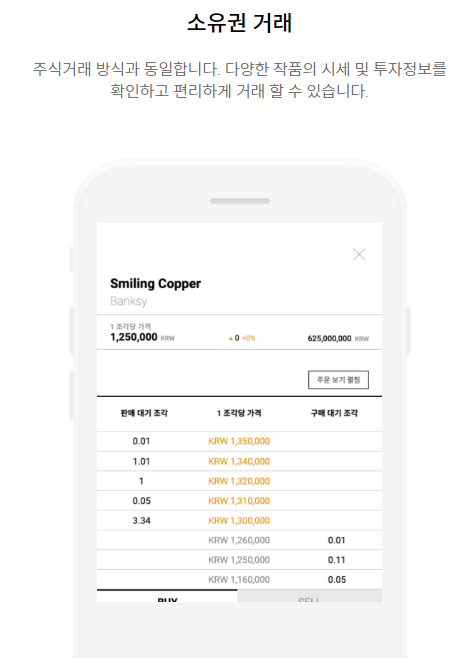 소유권 거래
주식거래 방식과 동일합니다. 다양한 작품의 시세 및 투자정보를
확인하고 편리하게 거래 할 수 있습니다.
Smiling Copper
Banksy
1 조각당 가격
1,250,000 KRW ▲ 0 +0% 625,000,000 KRW
주문 보기 펼침
판매 대기 조각 1 조각당 가격 구매 대기 조각
0.01 KRW 1,350,000
1.01 KRW 1,340,000
1 KRW 1,320,000
0.05 KRW 1,310,000
3.34 KRW 1,300,000
KRW 1,260,000 0.01
KRW 1,250,000 0.11
KRW 1,160,000 0.05
BUY SELL